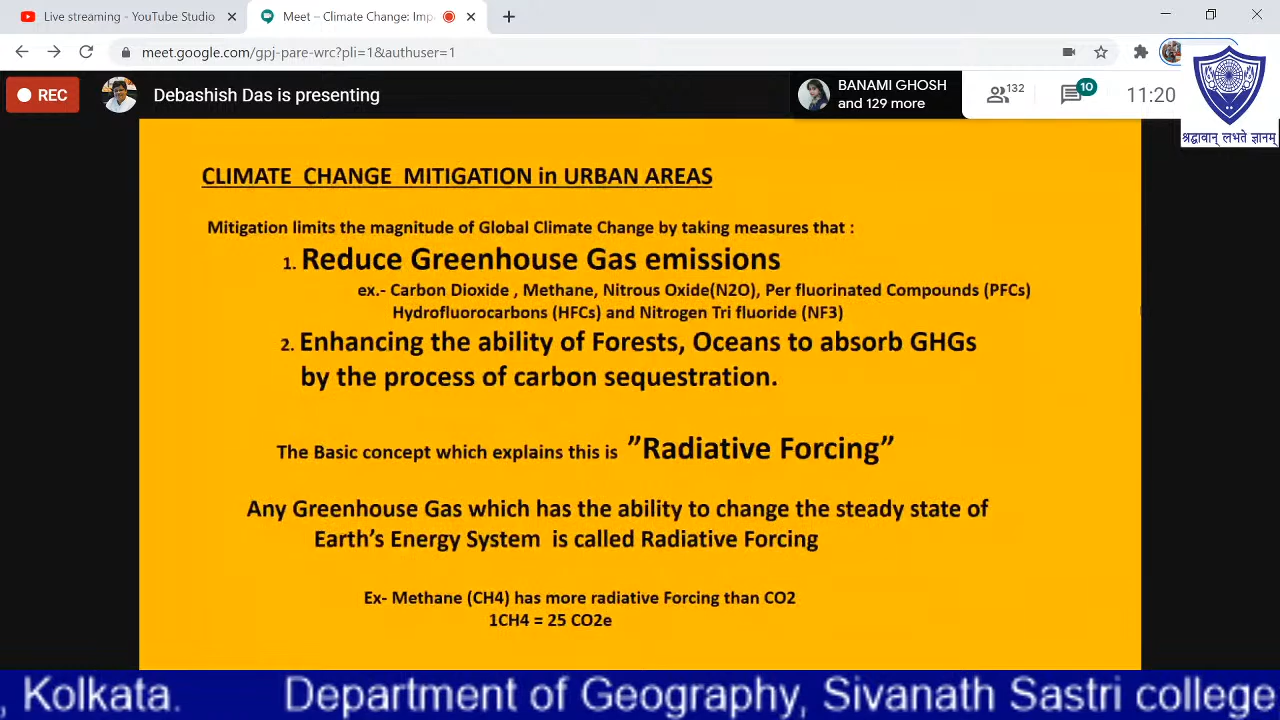 Live streaming - YouTube Studio
Meet – Climate Change: Imp
meet.google.com/gpj-pare-wrc?pli=1&authuser=1
REC
Debashish Das is presenting
BANAMI GHOSH
and 129 more
132
10
11:20
श्रद्धावान् लभते ज्ञानम्
CLIMATE CHANGE MITIGATION in URBAN AREAS
Mitigation limits the magnitude of Global Climate Change by taking measures that :
1. Reduce Greenhouse Gas emissions
ex.- Carbon Dioxide , Methane, Nitrous Oxide(N2O), Per fluorinated Compounds (PFCs)
Hydrofluorocarbons (HFCs) and Nitrogen Tri fluoride (NF3)
2. Enhancing the ability of Forests, Oceans to absorb GHGs
by the process of carbon sequestration.
The Basic concept which explains this is ”Radiative Forcing”
Any Greenhouse Gas which has the ability to change the steady state of
Earth’s Energy System is called Radiative Forcing
Ex- Methane (CH4) has more radiative Forcing than CO2
1CH4 = 25 CO2e
, Kolkata. Department of Geography, Sivanath Sastri college